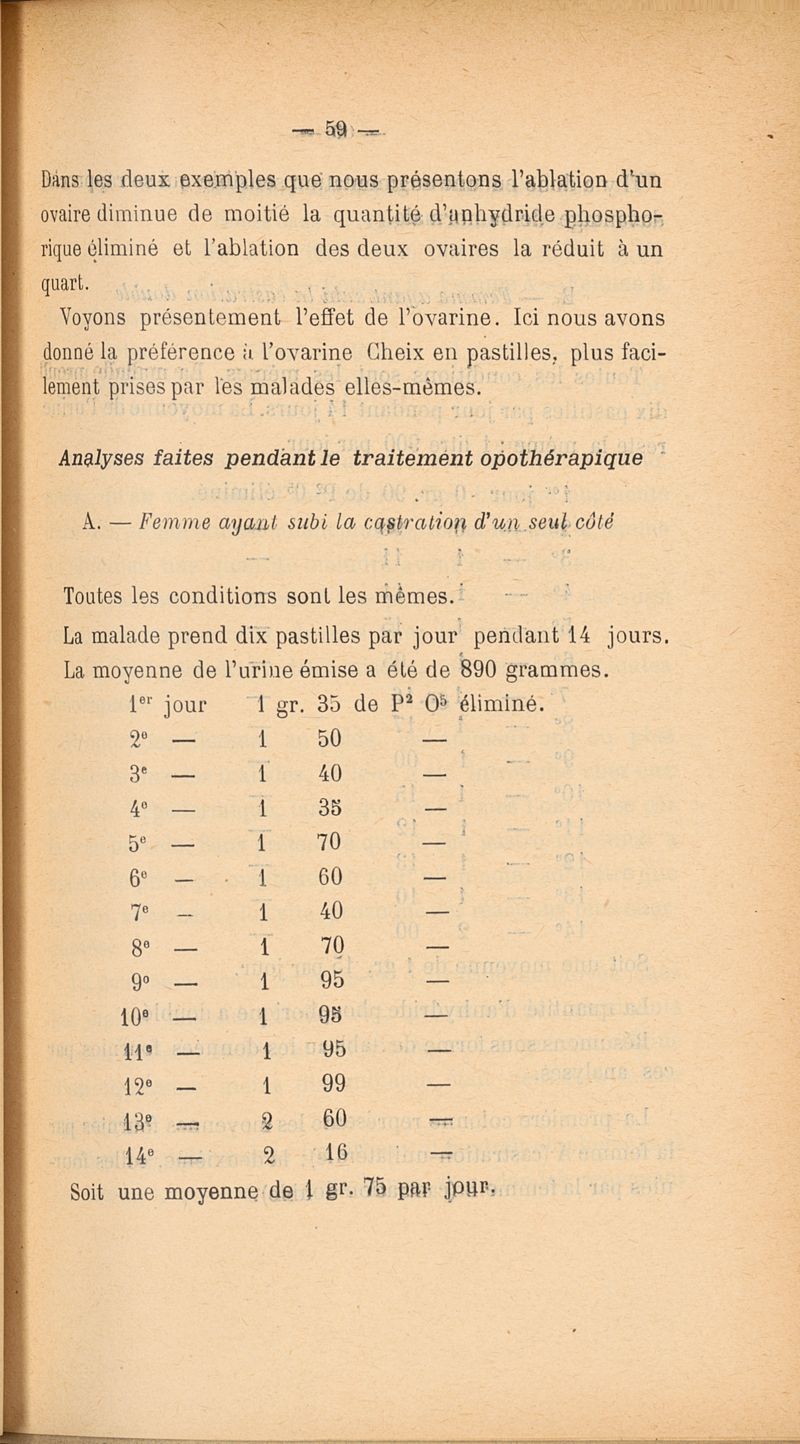 — 59 —
Dans les deux exemples que nous présentons l'ablation d'un
ovaire diminue de moitié la quantité d'anhydride phospho-
rique éliminé et l'ablation des deux ovaires la réduit à un
quart.
Voyons présentement l'effet de l'ovarine. Ici nous avons
donné la préférence à l'ovarine Cheix en pastilles, plus faci-
lement prises par les malades elles-mêmes.
Analyses faites pendant le traitement opothérapique
A. — Femme ayant subi la castration d'un seul côté
Toutes les conditions sont les mêmes.
La malade prend dix pastilles par jour pendant 14 jours.
La moyenne de l'urine émise a été de 890 grammes.
1er jour 1 gr. 35 de P² O⁵ éliminé.
2e — 1 50 —
3e — 1 40 —
4e — 1 35 —
5e — 1 70 —
6e — 1 60 —
7e — 1 40 —
8e — 1 70 —
9e — 1 95 —
10e — 1 95 —
11e — 1 95 —
12e — 1 99 —
13e — 2 60 —
14e — 2 16 —
Soit une moyenne de 1 gr. 75 par jour.